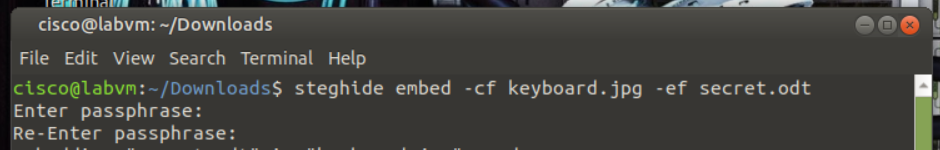 Terminal
cisco@labvm: ~/Downloads
File Edit View Search Terminal Help
cisco@labvm:~/Downloads$ steghide embed -cf keyboard.jpg -ef secret.odt
Enter passphrase:
Re-Enter passphrase: